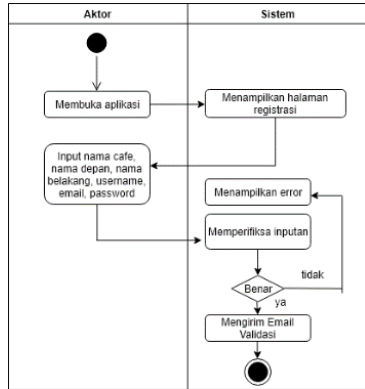 Aktor
Sistem
Membuka aplikasi
Menampilkan halaman
registrasi
Input nama cafe,
nama depan, nama
belakang, username,
email, password
Menampilkan error
Memperifiksa inputan
tidak
Benar
ya
Mengirim Email
Validasi